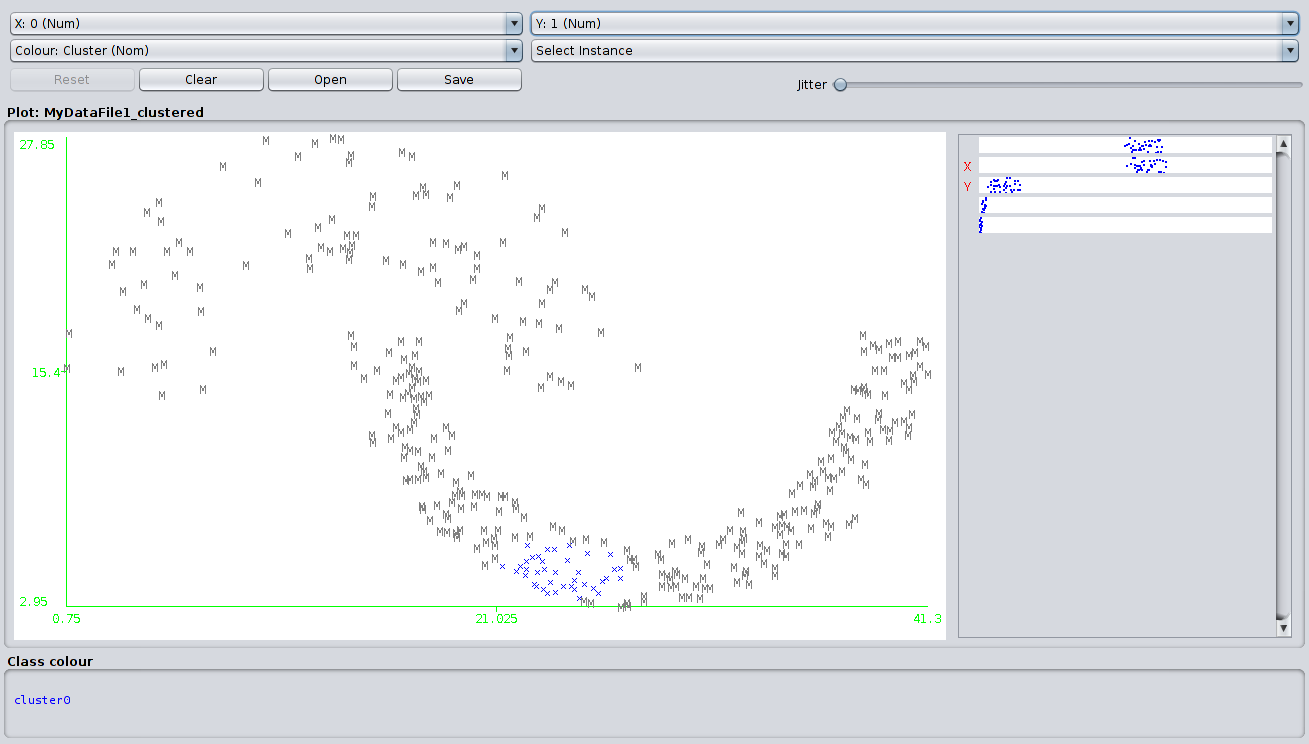 X: 0 (Num) Y: 1 (Num)
Colour: Cluster (Nom) Select Instance
Reset Clear Open Save Jitter
Plot: MyDataFile1_clustered
27.85
X
Y
15.4
2.95
0.75 21.025 41.3
Class colour
cluster0